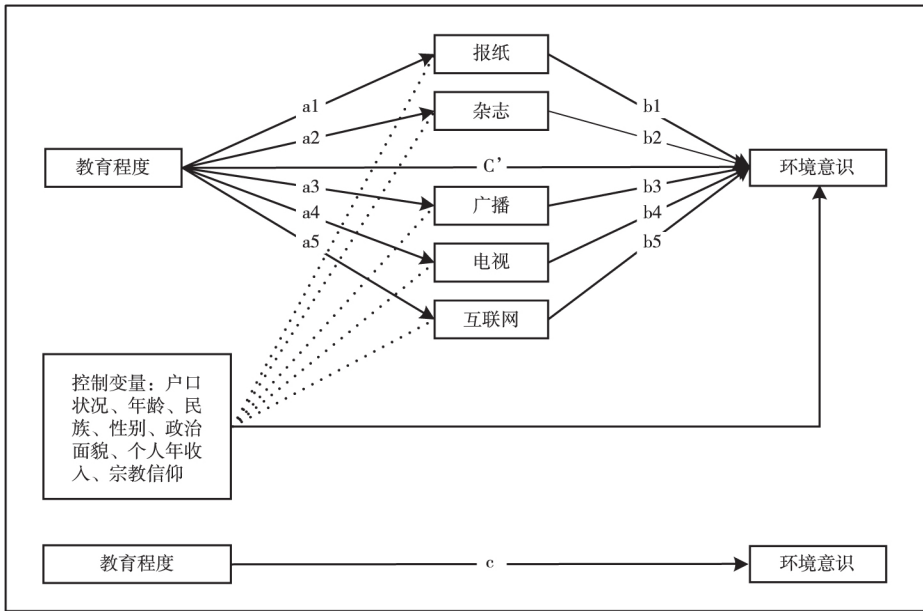 报纸
a1
b1
a2
杂志
b2
教育程度
C’
环境意识
a3
广播
b3
a4
b4
电视
a5
b5
互联网
控制变量：户口
状况、年龄、民
族、性别、政治
面貌、个人年收
入、宗教信仰
教育程度
c
环境意识